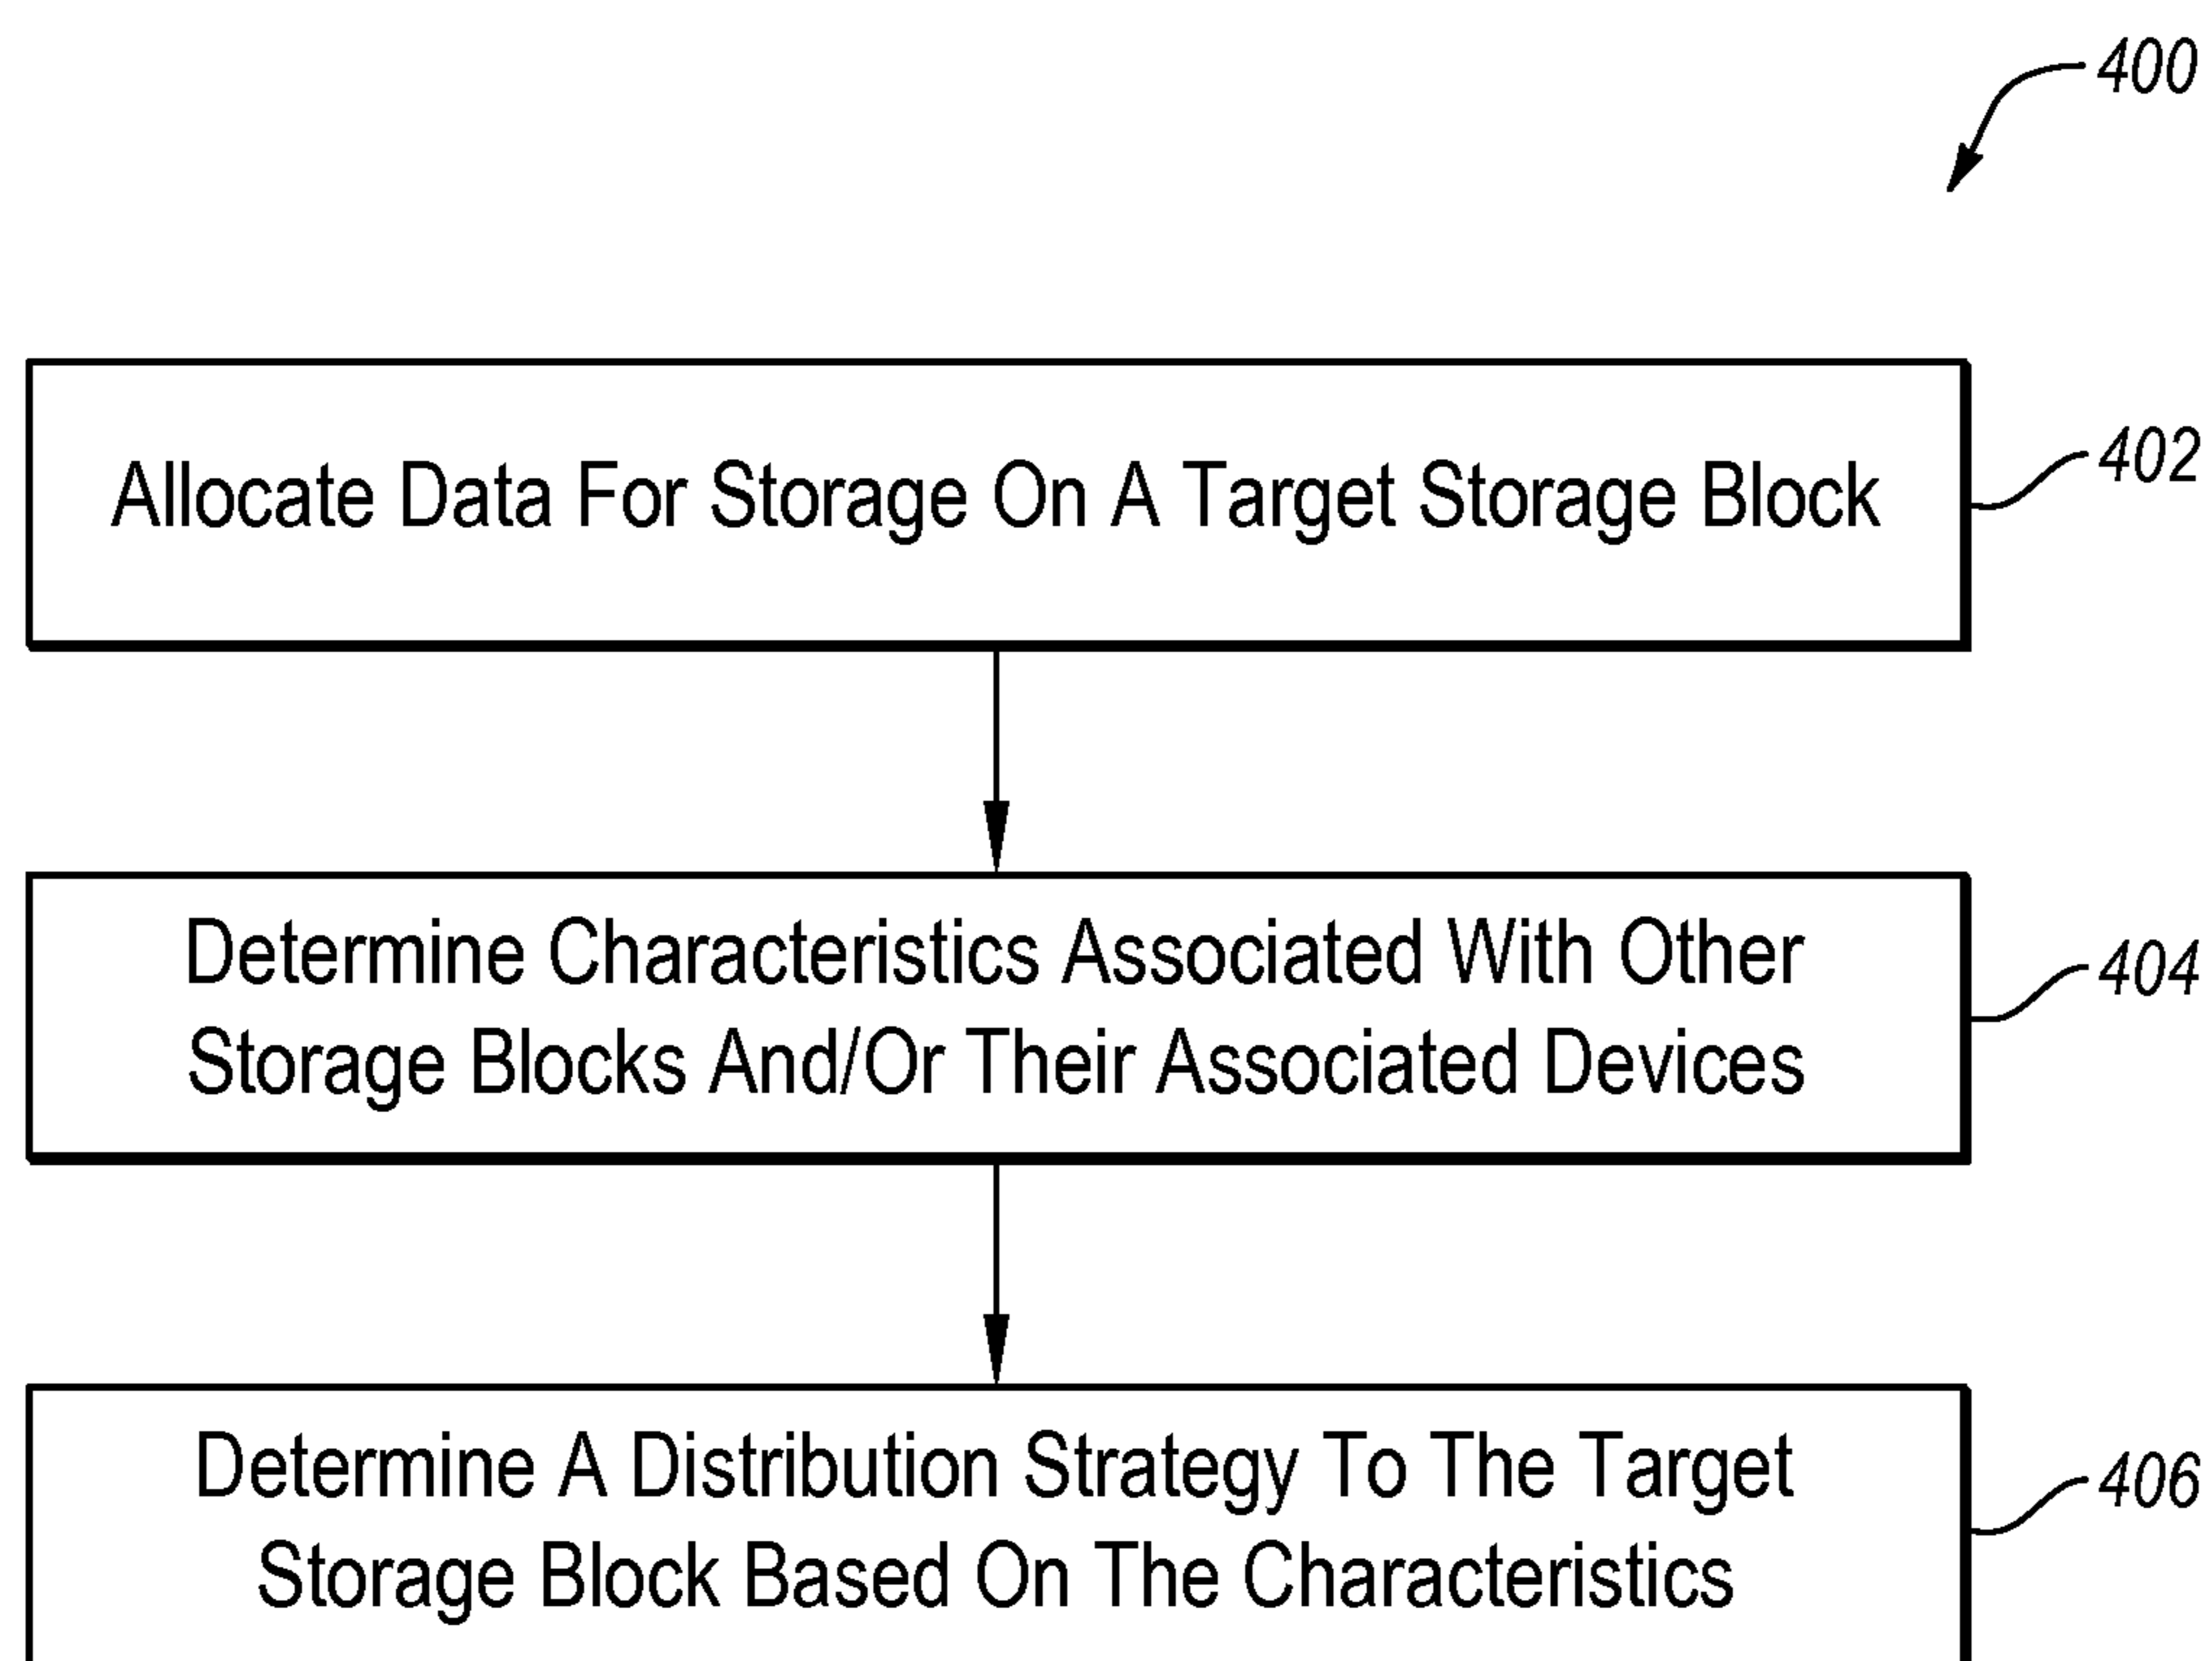 400
Allocate Data For Storage On A Target Storage Block
402
Determine Characteristics Associated With Other
Storage Blocks And/Or Their Associated Devices
404
Determine A Distribution Strategy To The Target
Storage Block Based On The Characteristics
406